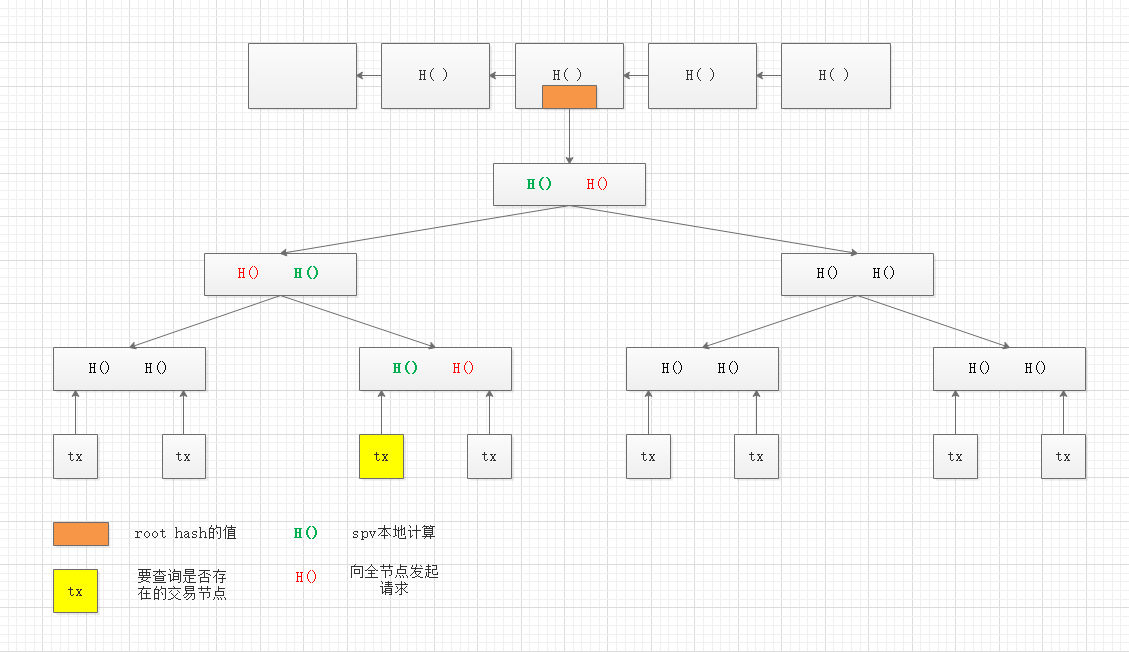 H( ) H( ) H( ) H( )
H() H()
H() H() H() H()
H() H() H() H() H() H() H() H()
tx tx tx tx tx tx tx tx
root hash的值 H() spv本地计算
tx 要查询是否存
在的交易节点
H() 向全节点发起
请求